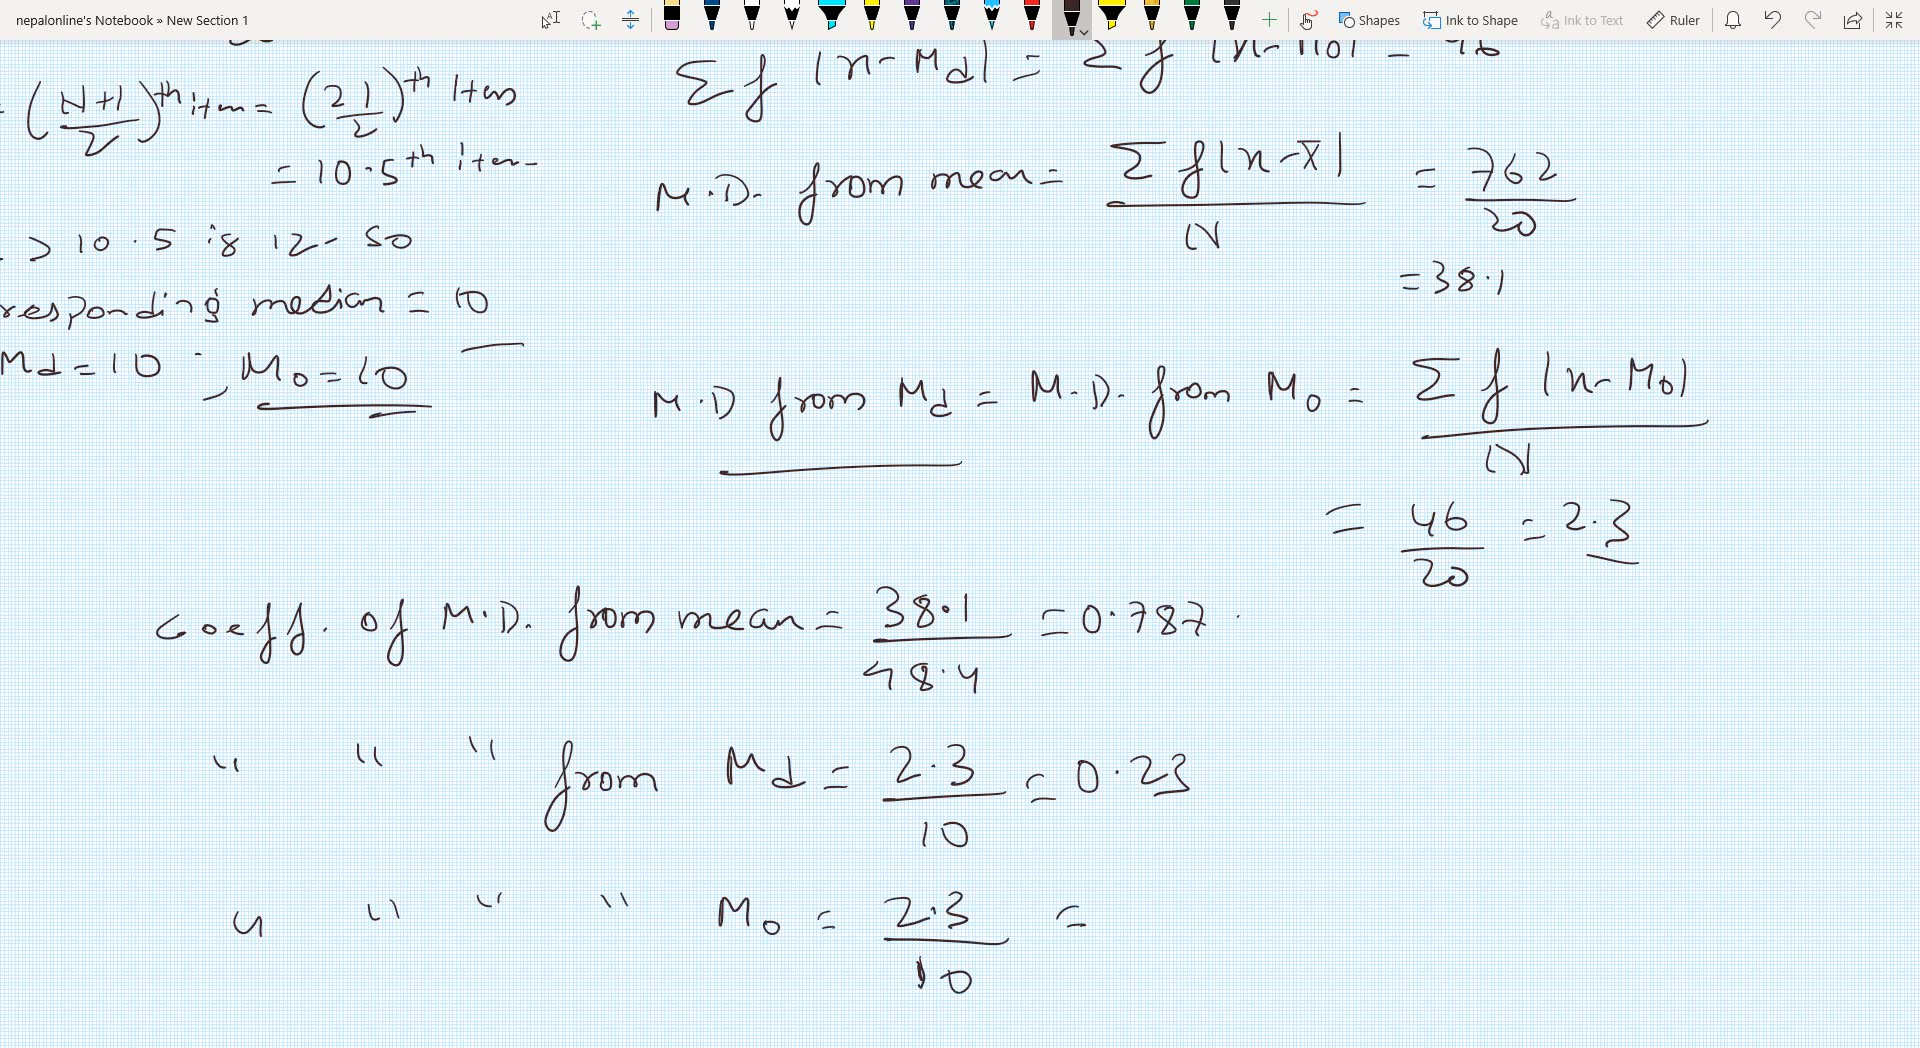 nepalonline's Notebook » New Section 1
Shapes Ink to Shape Ink to Text Ruler
(N+1/2)th item = (21/2)th item
= 10.5th item
> 10.5 is 12 - so
responding median = 10
Md = 10 ; Mo = 10
Σf |x-Md| = Σf |x-Mo| = 46
M.D. from mean = Σf|x-x̄| / N = 762/20
= 38.1
M.D from Md = M.D. from Mo = Σf |x-Mo| / N
= 46/20 = 2.3
Coeff. of M.D. from mean = 38.1/48.4 = 0.787
" " " from Md = 2.3/10 = 0.23
" " " " Mo = 2.3/10 =